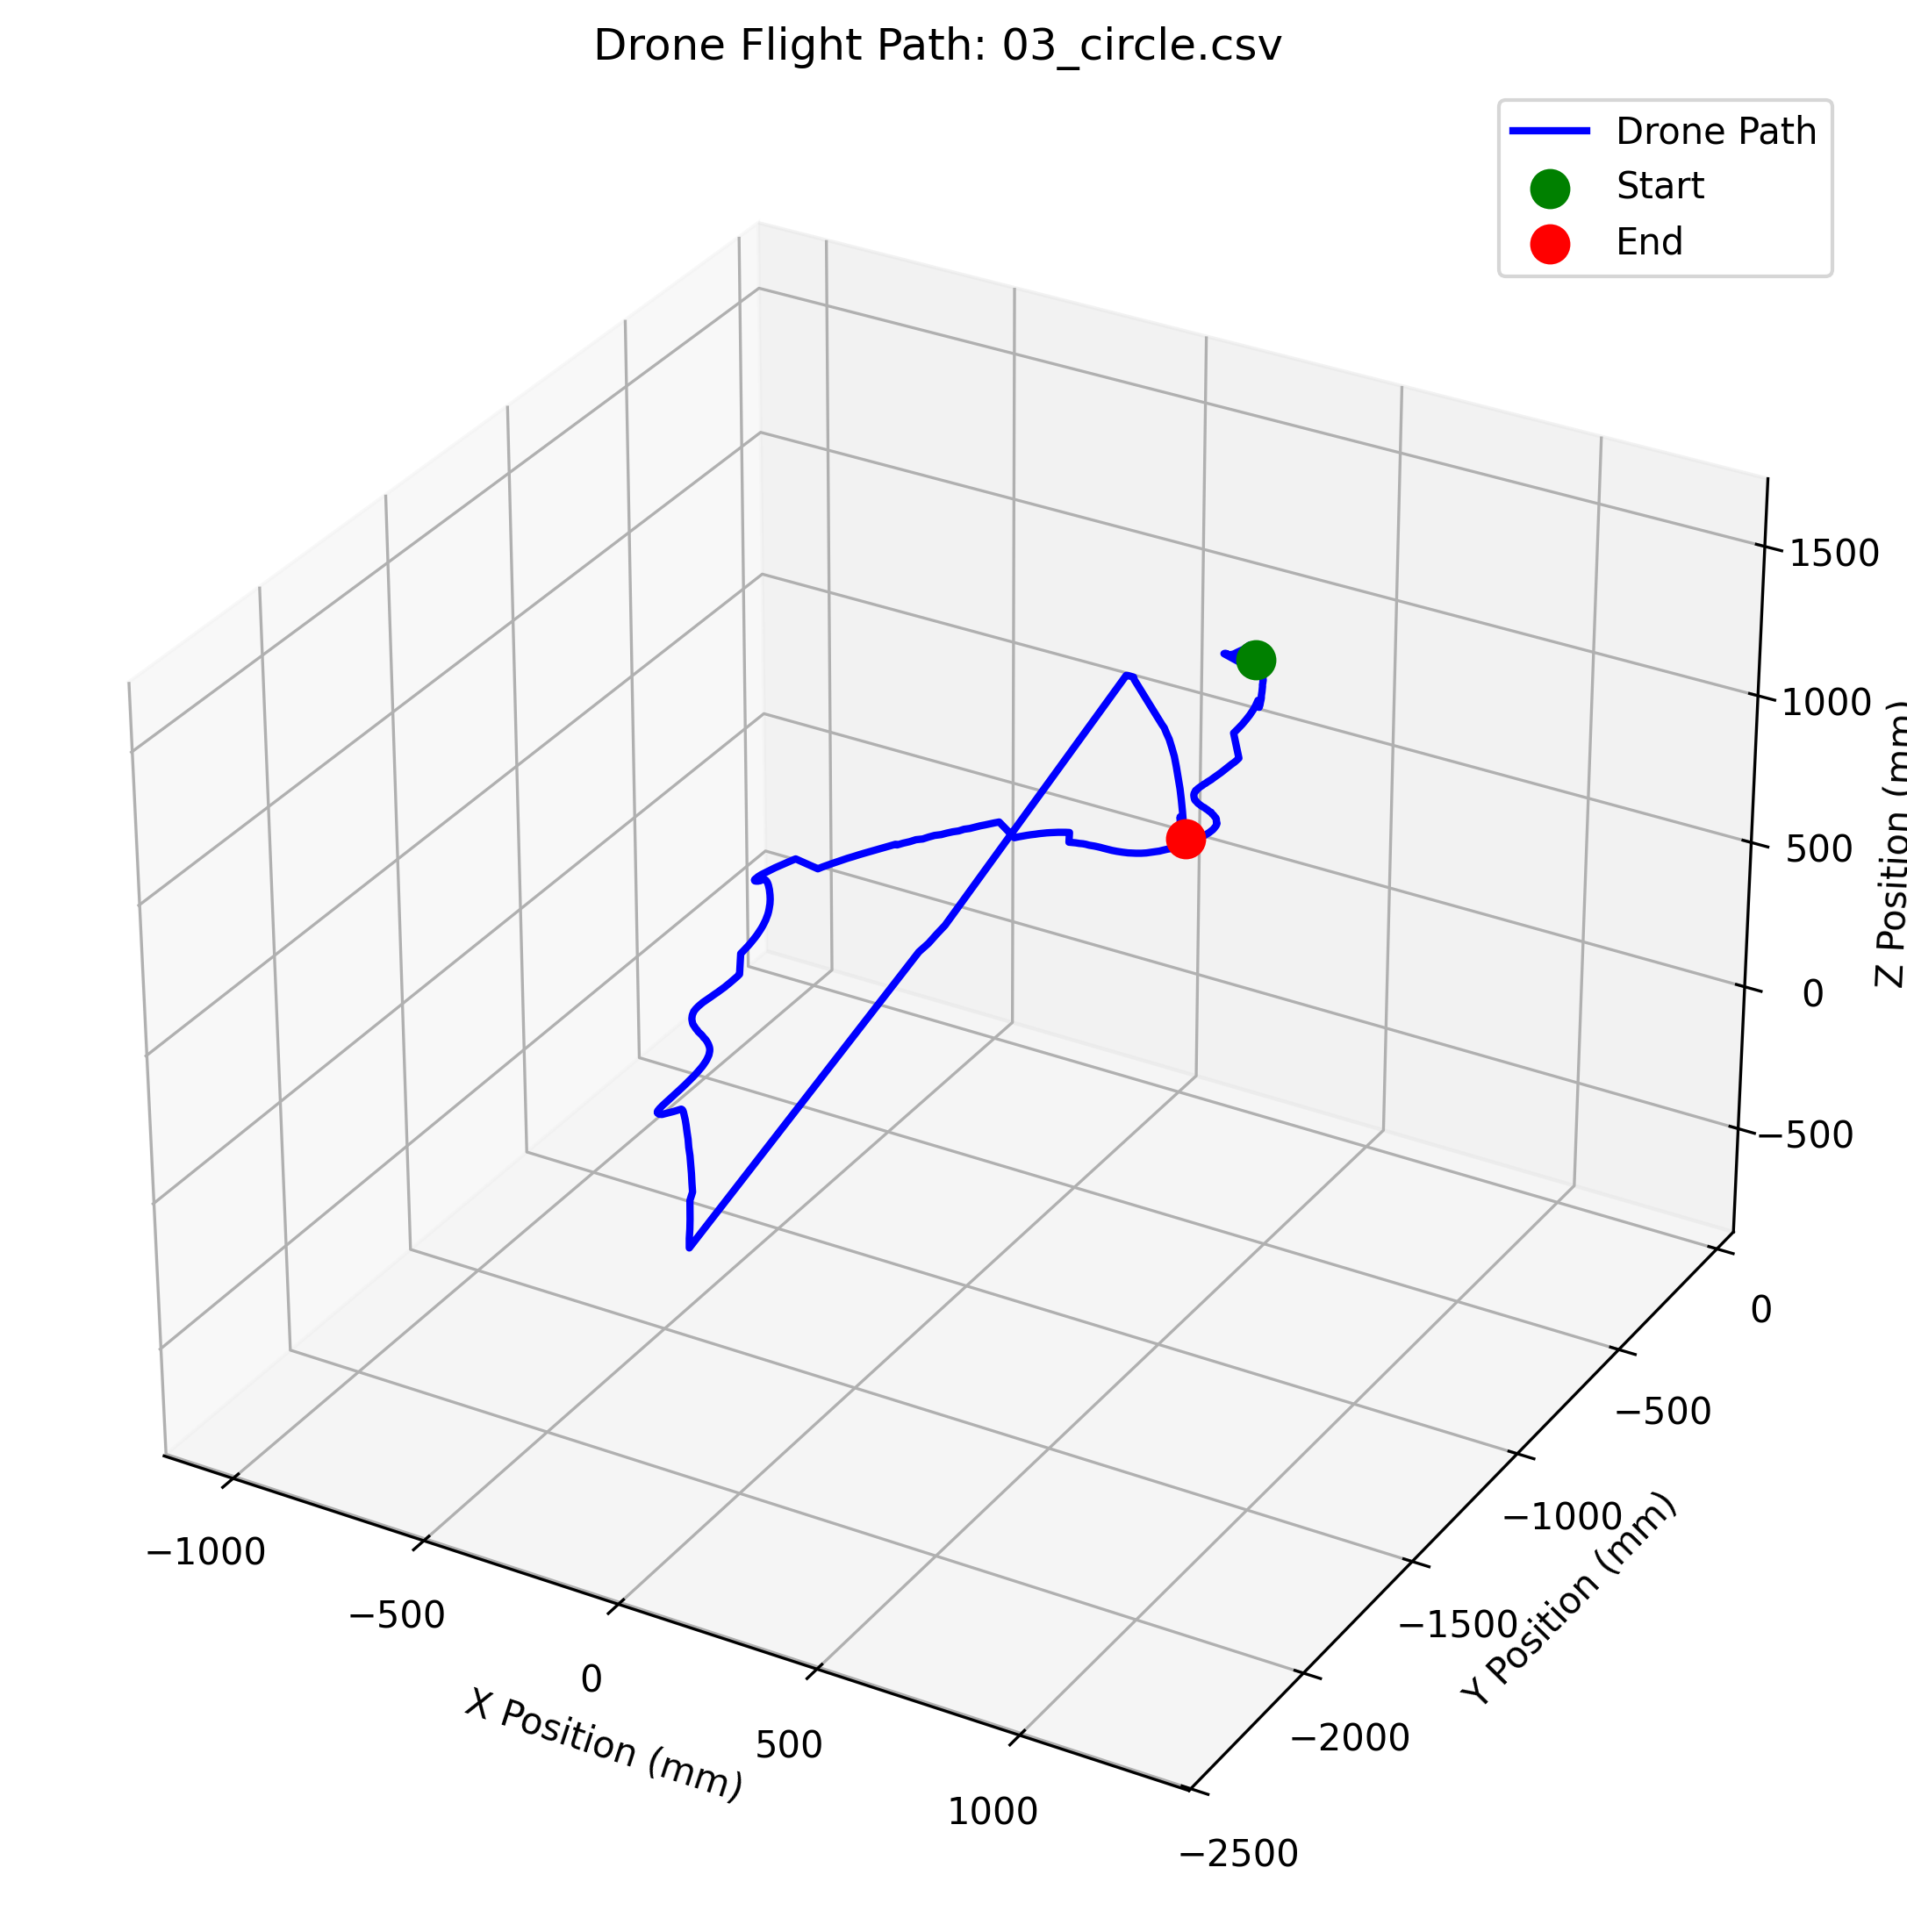 Drone Flight Path: 03_circle.csv
Drone Path
Start
End
1500
1000
500
0
−500
Z Position (mm)
0
−500
−1000
−1500
−2000
−2500
Y Position (mm)
−1000
−500
0
500
1000
X Position (mm)